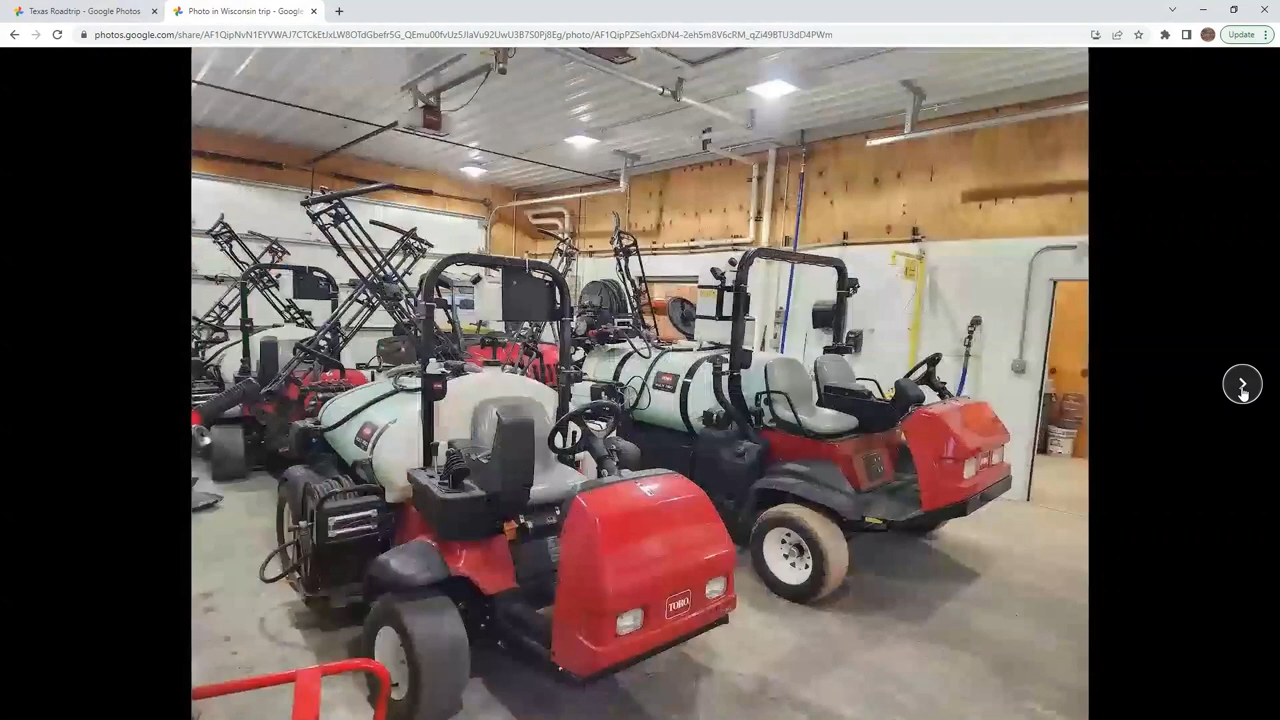 Texas Roadtrip - Google Photos
Photo in Wisconsin trip - Google
photos.google.com/share/AF1QipNvN1EYVWAJ7CTCkEtJxLW8OTdGbefr5G_QEmu00fvUz5JIaVu92UwU3B7S0Pj8Eg/photo/AF1QipPZSehGxDN4-2eh5m8V6cRM_qZi49BTU3dD4PWm
Update
TORO